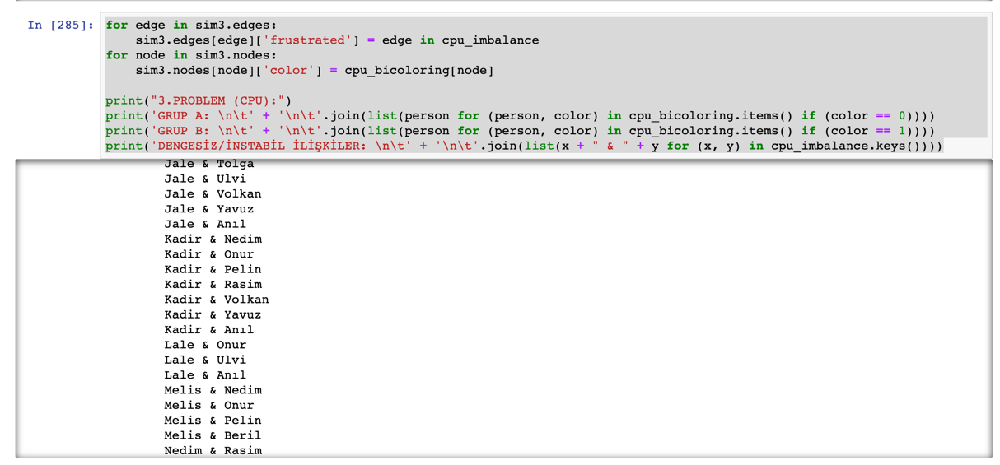 In [285]: for edge in sim3.edges:
    sim3.edges[edge]['frustrated'] = edge in cpu_imbalance
for node in sim3.nodes:
    sim3.nodes[node]['color'] = cpu_bicoloring[node]
print("3.PROBLEM (CPU):")
print('GRUP A: \n\t' + '\n\t'.join(list(person for (person, color) in cpu_bicoloring.items() if (color == 0))))
print('GRUP B: \n\t' + '\n\t'.join(list(person for (person, color) in cpu_bicoloring.items() if (color == 1))))
print('DENGESİZ/İNSTABİL İLİŞKİLER: \n\t' + '\n\t'.join(list(x + " & " + y for (x, y) in cpu_imbalance.keys())))
Jale & Tolga
Jale & Ulvi
Jale & Volkan
Jale & Yavuz
Jale & Anıl
Kadir & Nedim
Kadir & Onur
Kadir & Pelin
Kadir & Rasim
Kadir & Volkan
Kadir & Yavuz
Kadir & Anıl
Lale & Onur
Lale & Ulvi
Lale & Anıl
Melis & Nedim
Melis & Onur
Melis & Pelin
Melis & Beril
Nedim & Rasim